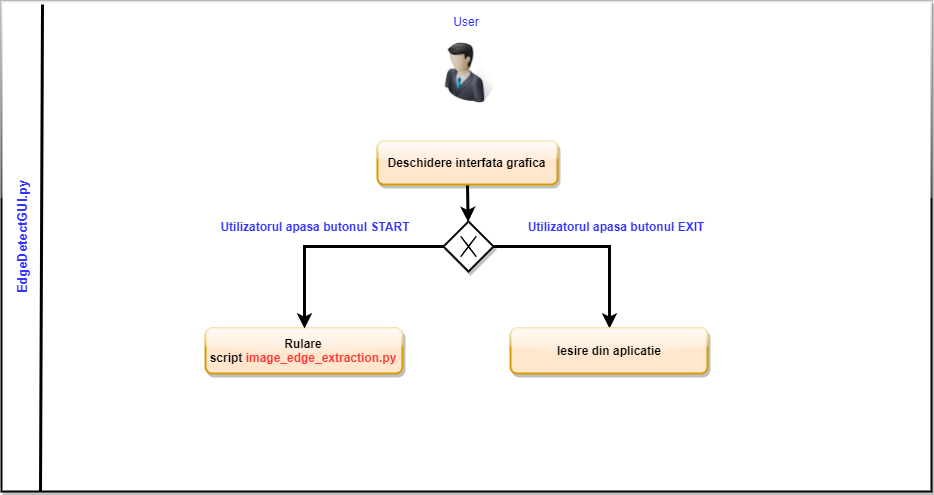 User
EdgeDetectGUI.py
Deschidere interfata grafica
Utilizatorul apasa butonul START
Utilizatorul apasa butonul EXIT
Rulare
script image_edge_extraction.py
Iesire din aplicatie